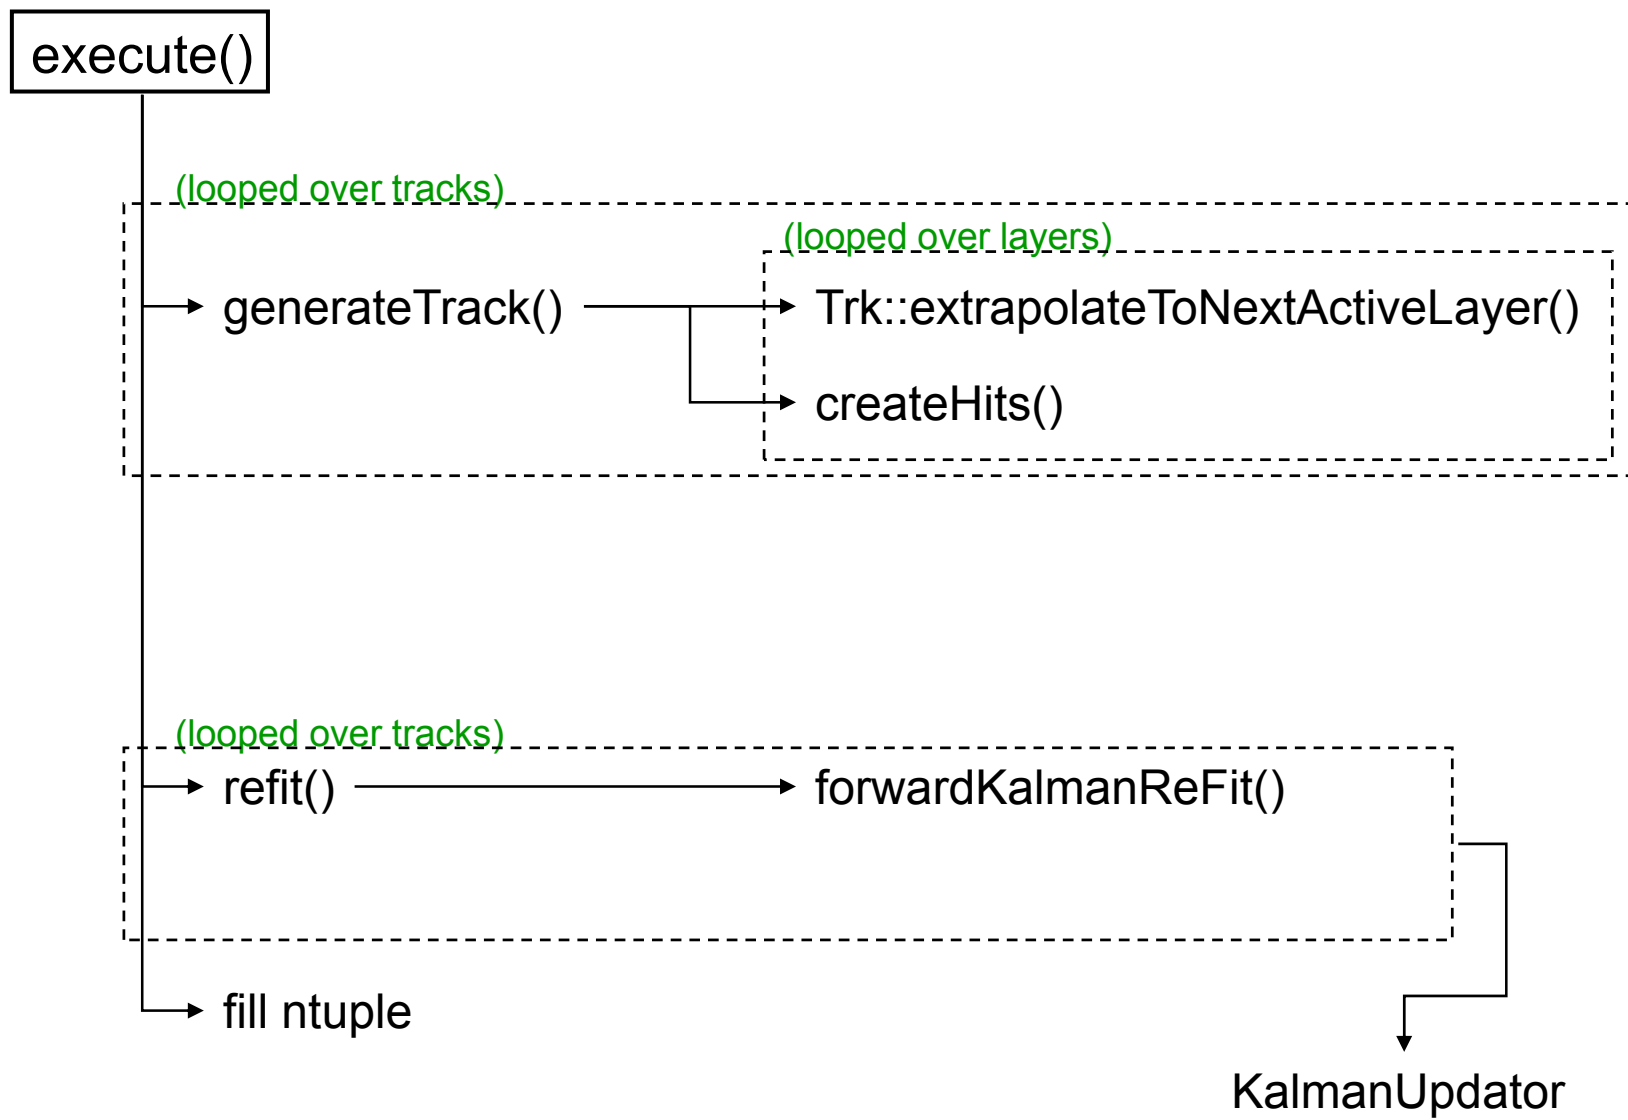 execute()
(looped over tracks)
(looped over layers)
generateTrack()
Trk::extrapolateToNextActiveLayer()
createHits()
(looped over tracks)
refit()
forwardKalmanReFit()
fill ntuple
KalmanUpdator